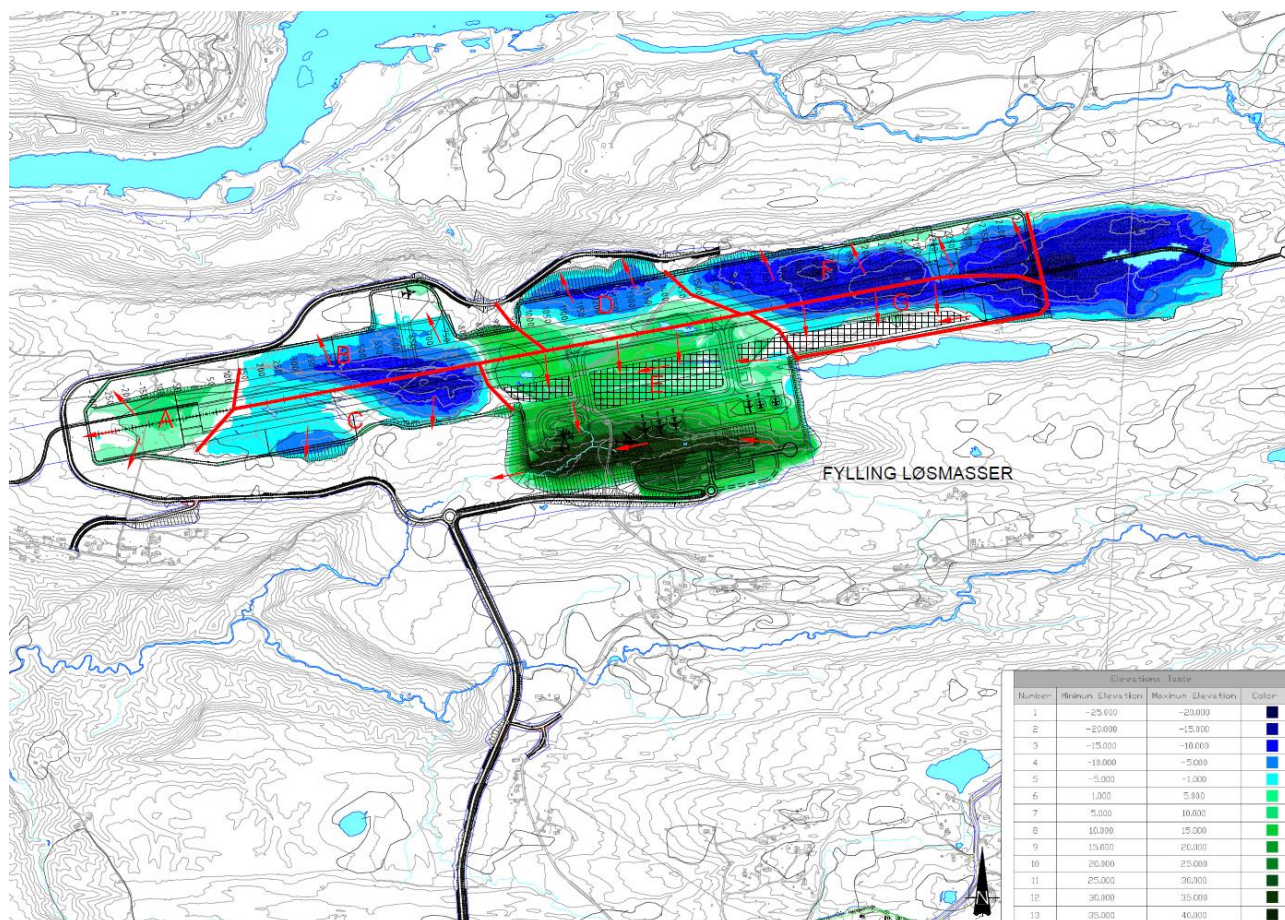 F
D
G
B
E
A
C
FYLLING LØSMASSER
Elevations Table
Number Minimum Elevation Maximum Elevation Color
1 -25.000 -20.000
2 -20.000 -15.000
3 -15.000 -10.000
4 -10.000 -5.000
5 -5.000 -1.000
6 1.000 5.000
7 5.000 10.000
8 10.000 15.000
9 15.000 20.000
10 20.000 25.000
11 25.000 30.000
12 30.000 35.000
13 35.000 40.000
N